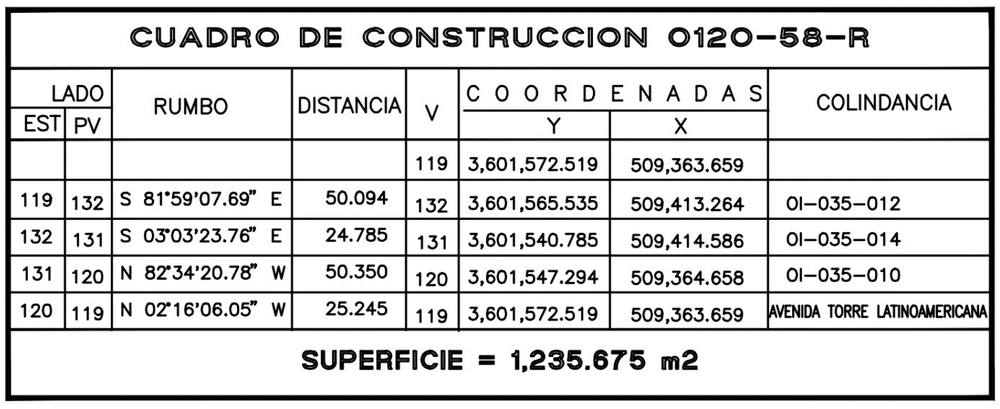 CUADRO DE CONSTRUCCION 0120-58-R
LADO RUMBO DISTANCIA V COORDENADAS COLINDANCIA
EST PV Y X
119 3,601,572.519 509,363.659
119 132 S 81°59'07.69" E 50.094 132 3,601,565.535 509,413.264 OI-035-012
132 131 S 03°03'23.76" E 24.785 131 3,601,540.785 509,414.586 OI-035-014
131 120 N 82°34'20.78" W 50.350 120 3,601,547.294 509,364.658 OI-035-010
120 119 N 02°16'06.05" W 25.245 119 3,601,572.519 509,363.659 AVENIDA TORRE LATINOAMERICANA
SUPERFICIE = 1,235.675 m2